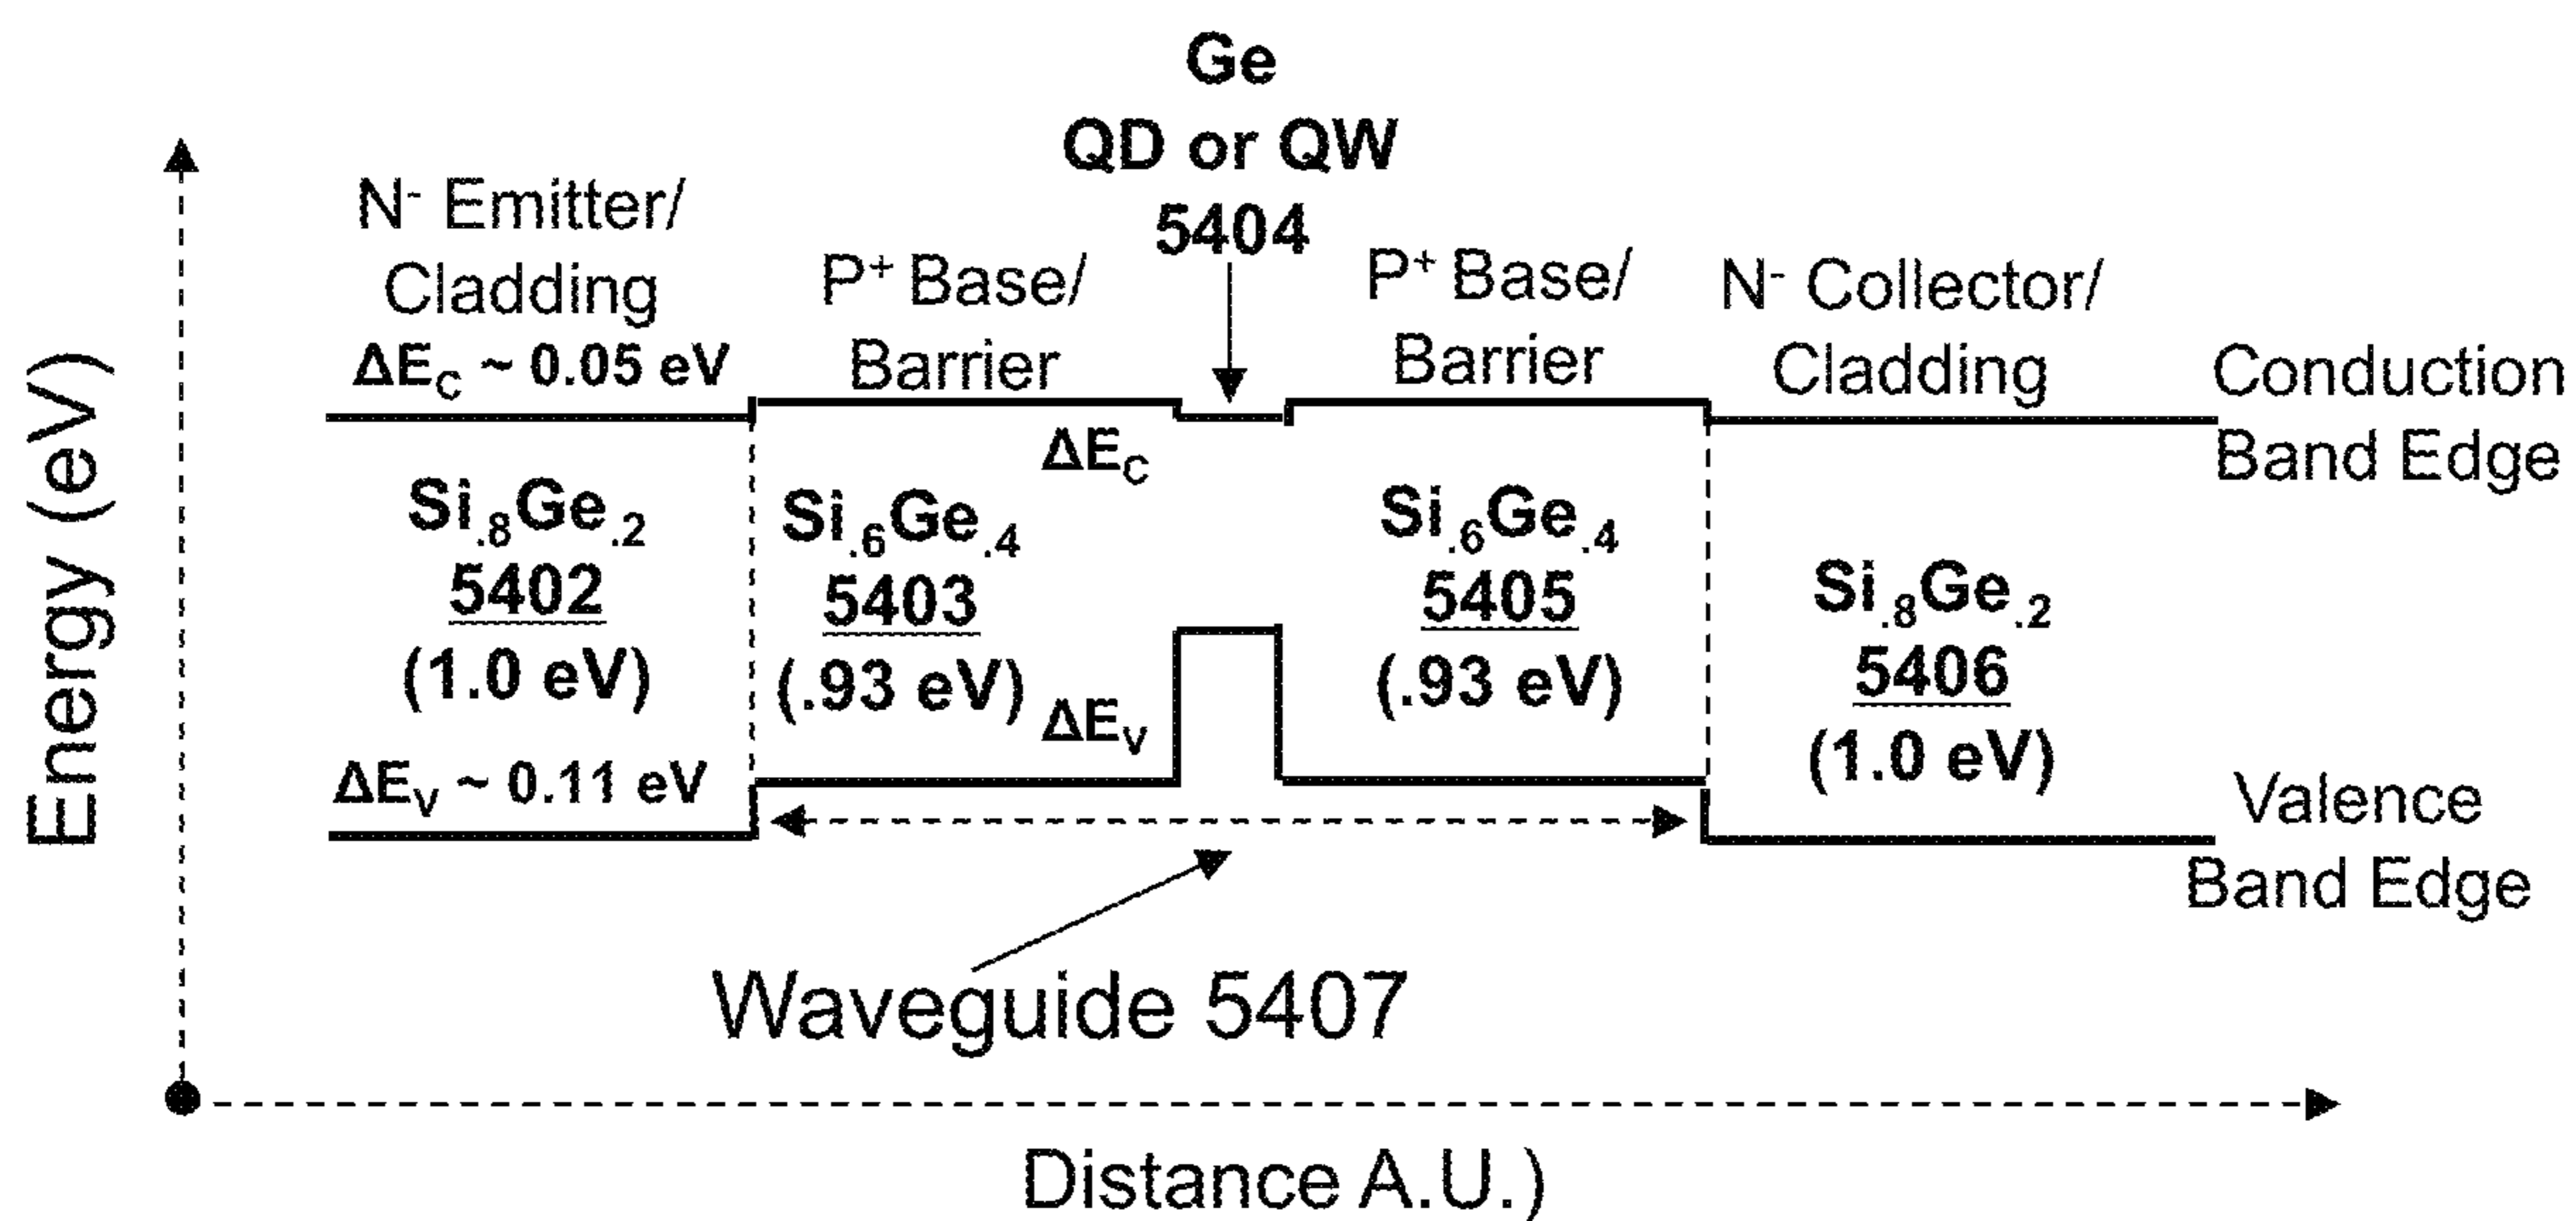 Ge
QD or QW
5404
N⁻ Emitter/
Cladding
ΔE_C ~ 0.05 eV
P⁺ Base/
Barrier
P⁺ Base/
Barrier
N⁻ Collector/
Cladding
Conduction
Band Edge
Energy (eV)
ΔE_C
Si.₈Ge.₂
5402
(1.0 eV)
Si.₆Ge.₄
5403
(.93 eV)
Si.₆Ge.₄
5405
(.93 eV)
Si.₈Ge.₂
5406
(1.0 eV)
ΔE_V
ΔE_V ~ 0.11 eV
Valence
Band Edge
Waveguide 5407
Distance A.U.)